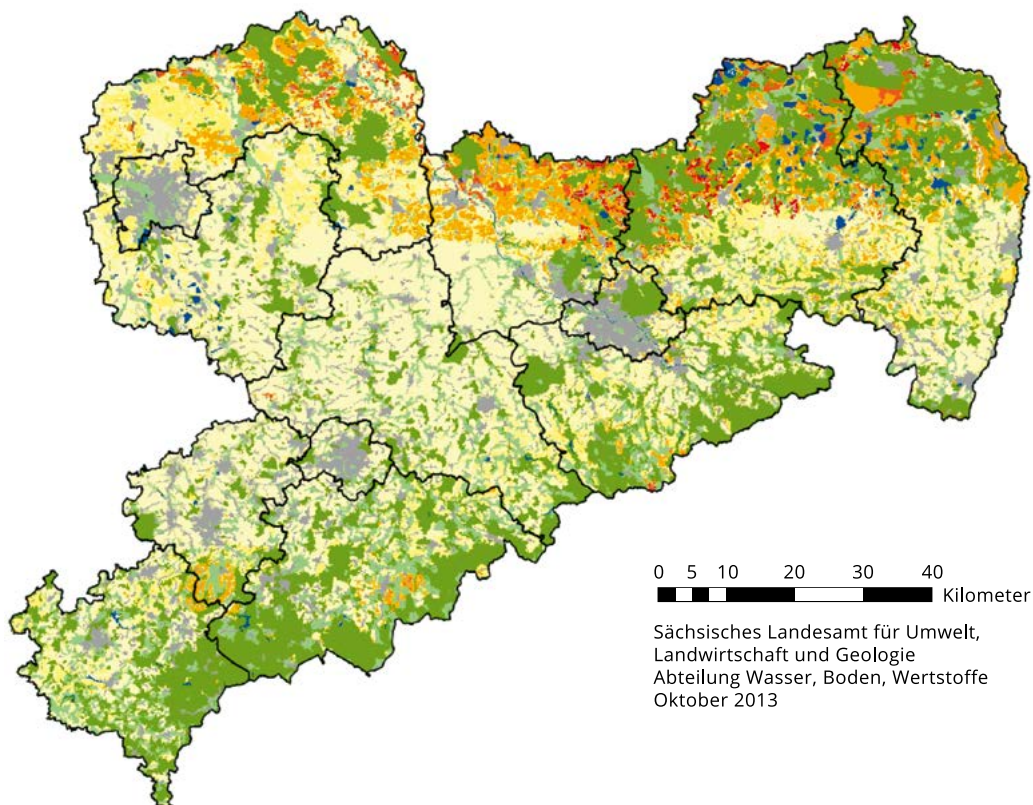 0 5 10 20 30 40 Kilometer
Sächsisches Landesamt für Umwelt,
Landwirtschaft und Geologie
Abteilung Wasser, Boden, Wertstoffe
Oktober 2013